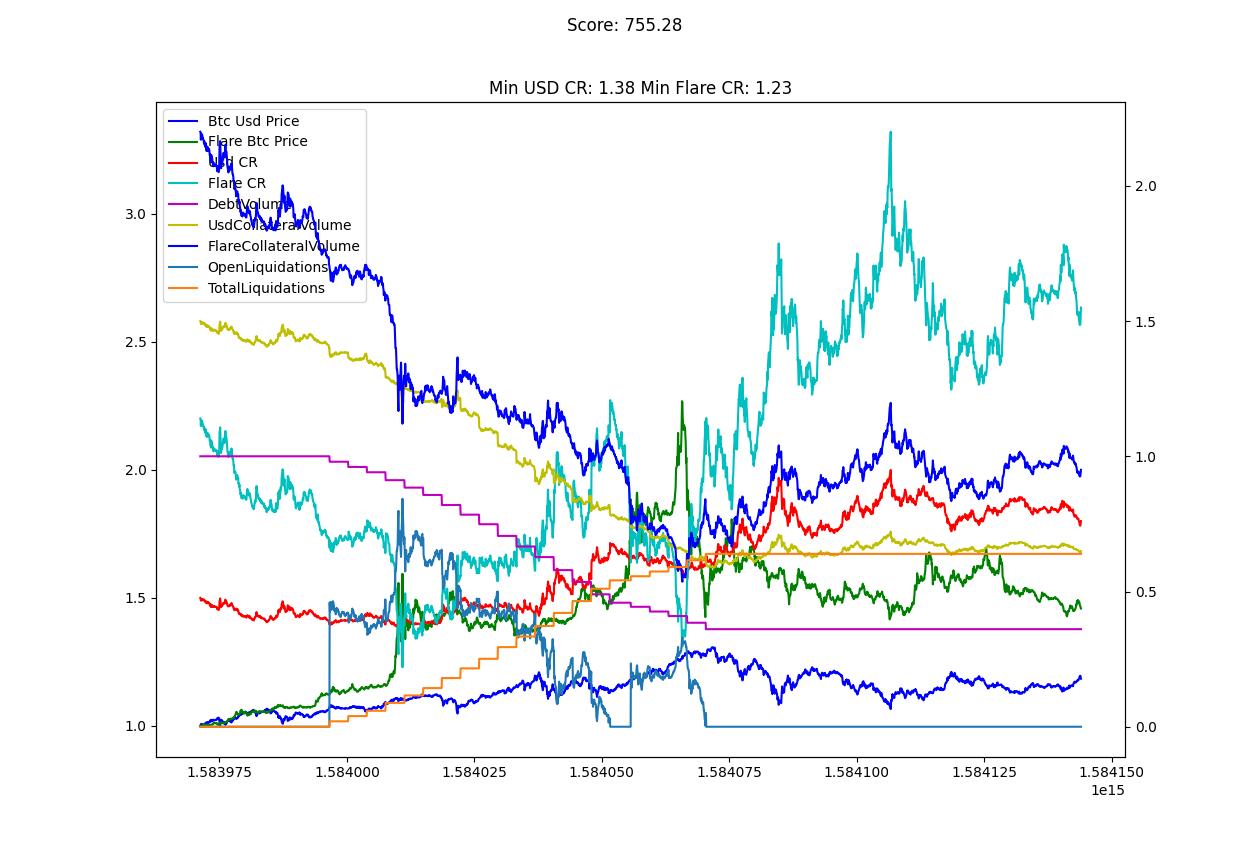 Score: 755.28
Min USD CR: 1.38 Min Flare CR: 1.23
Btc Usd Price
Flare Btc Price
Usd CR
Flare CR
DebtVolume
UsdCollateralVolume
FlareCollateralVolume
OpenLiquidations
TotalLiquidations
3.0
2.5
2.0
1.5
1.0
2.0
1.5
1.0
0.5
0.0
1.583975
1.584000
1.584025
1.584050
1.584075
1.584100
1.584125
1.584150
1e15